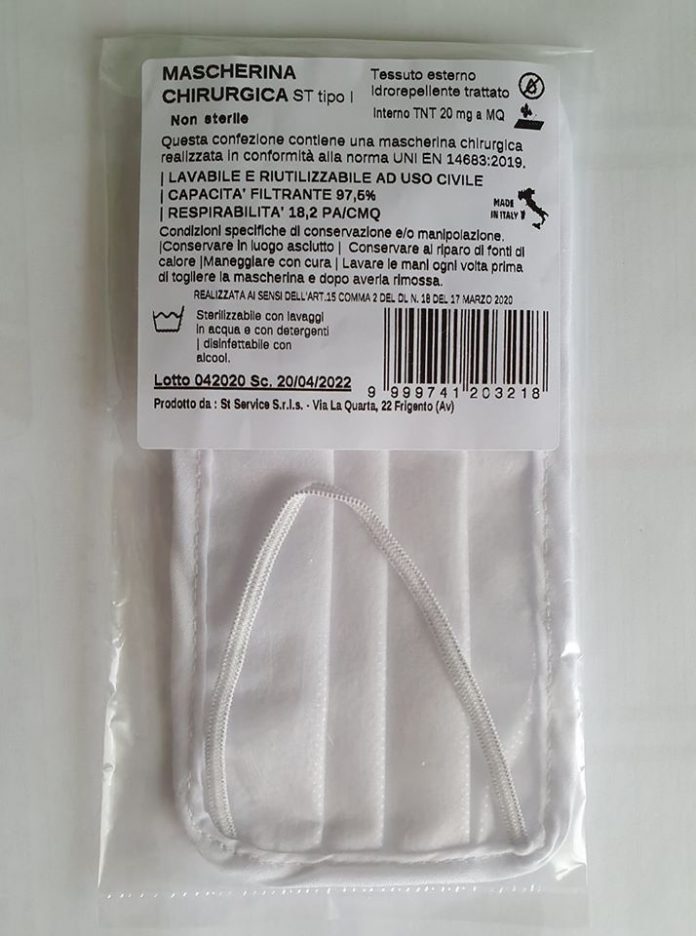 MASCHERINA
CHIRURGICA ST tipo I
Non sterile
Tessuto esterno
Idrorepellente trattato
Interno TNT 20 mg a MQ
Questa confezione contiene una mascherina chirurgica
realizzata in conformità alla norma UNI EN 14683:2019.
| LAVABILE E RIUTILIZZABILE AD USO CIVILE
| CAPACITA' FILTRANTE 97,5%
| RESPIRABILITA' 18,2 PA/CMQ
MADE
IN ITALY
Condizioni specifiche di conservazione e/o manipolazione.
|Conservare in luogo asciutto | Conservare al riparo di fonti di
calore |Maneggiare con cura | Lavare le mani ogni volta prima
di togliere la mascherina e dopo averla rimossa.
REALIZZATA AI SENSI DELL'ART.15 COMMA 2 DEL DL N. 18 DEL 17 MARZO 2020
Sterilizzabile con lavaggi
in acqua e con detergenti
| disinfettabile con
alcool.
Lotto 042020 Sc. 20/04/2022
9 999741 203218
Prodotto da : St Service S.r.l.s. - Via La Quarta, 22 Frigento (Av)